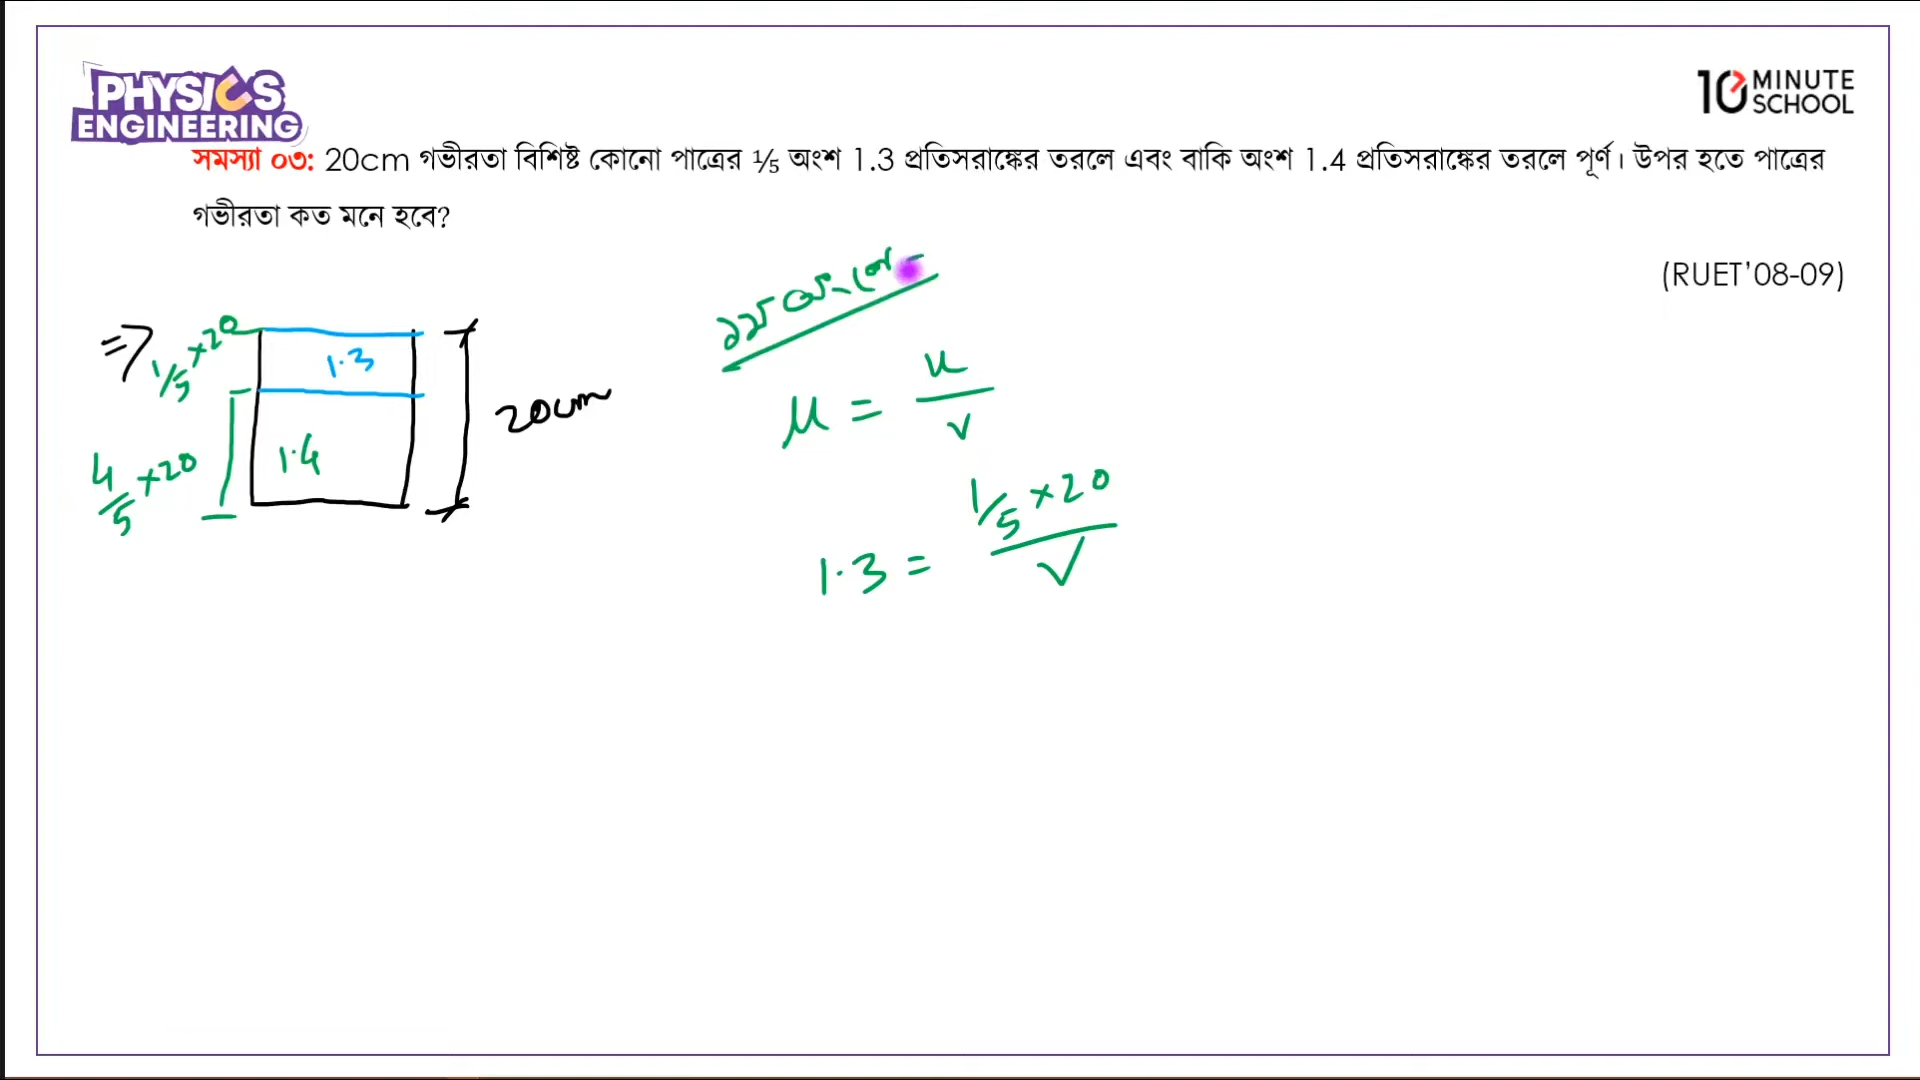 PHYSICS
ENGINEERING
10 MINUTE
SCHOOL
সমস্যা ০৩: 20cm গভীরতা বিশিষ্ট কোনো পাত্রের ⅕ অংশ 1.3 প্রতিসরাঙ্কের তরলে এবং বাকি অংশ 1.4 প্রতিসরাঙ্কের তরলে পূর্ণ। উপর হতে পাত্রের
গভীরতা কত মনে হবে?
(RUET’08-09)
⇒ 1/5 × 20
1.3
20cm
4/5 × 20
1.4
১ম
μ = u/v
1.3 = (1/5 × 20)/v